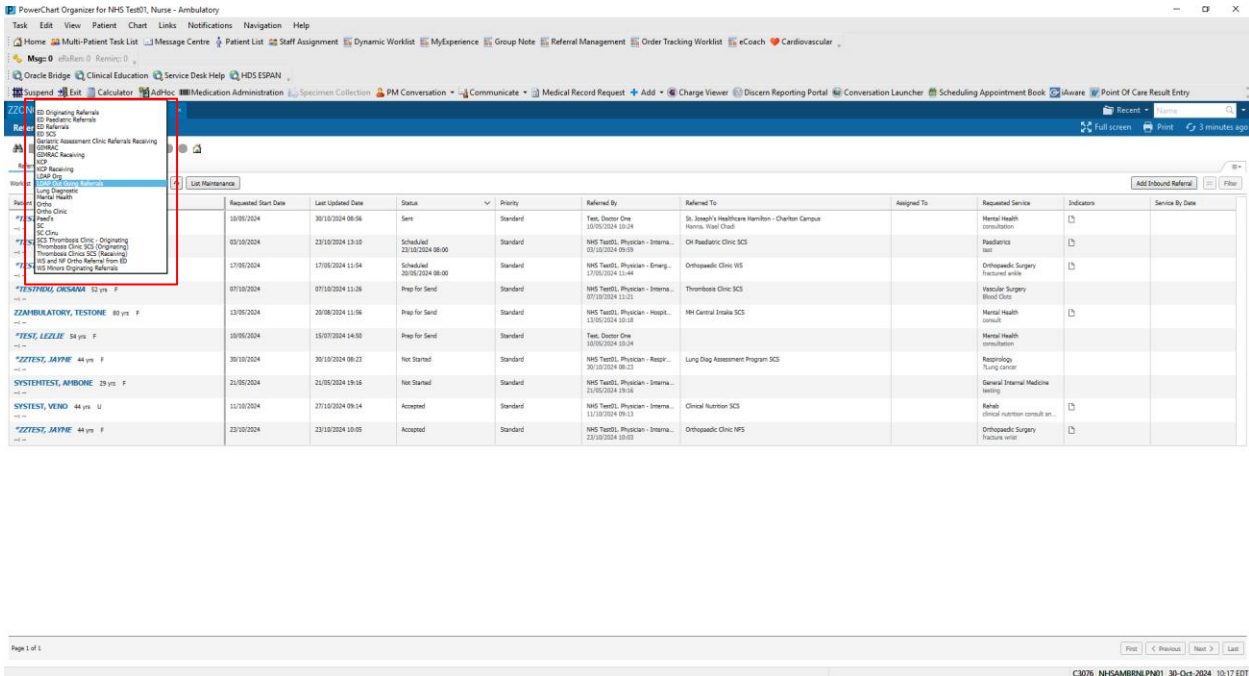 PowerChart Organizer for NHS Test01, Nurse - Ambulatory
Task Edit View Patient Chart Links Notifications Navigation Help
Home Multi-Patient Task List Message Centre Patient List Staff Assignment Dynamic Worklist MyExperience Group Note Referral Management Order Tracking Worklist eCoach Cardiovascular
Msg: 0 eRxRen: 0 Remin: 0
Oracle Bridge Clinical Education Service Desk Help HDS ESPAN
Suspend Exit Calculator AdHoc Medication Administration Specimen Collection PM Conversation Communicate Medical Record Request Add Charge Viewer Discern Reporting Portal Conversation Launcher Scheduling Appointment Book iAware Point Of Care Result Entry
Recent Name
Full screen Print 3 minutes ago
ED Originating Referrals
ED Paediatric Referrals
ED Referrals
ED SCS
Geriatric Assessment Clinic Referrals Receiving
GIMRAC
GIMRAC Receiving
KCP
KCP Receiving
LDAP Org
LDAP Out Going Referrals
Lung Diagnostic
Mental Health
Ortho
Ortho Clinic
Paed's
SC
SC Clinu
SCS Thrombosis Clinic - Originating
Thrombosis Clinic SCS (Originating)
Thrombosis Clinics SCS (Receiving)
WS and NF Ortho Referral from ED
WS Minors Orginating Referrals
List Maintenance Add Inbound Referral Filter
Requested Start Date Last Updated Date Status Priority Referred By Referred To Assigned To Requested Service Indicators Service By Date
10/05/2024 30/10/2024 08:56 Sent Standard Test, Doctor One St. Joseph's Healthcare Hamilton - Charlton Campus Mental Health
10/05/2024 10:24 Hanna, Wael Chadi consultation
03/10/2024 23/10/2024 13:10 Scheduled Standard NHS Test01, Physician - Interna... CH Paediatric Clinic SCS Paediatrics
23/10/2024 08:00 03/10/2024 09:59 test
17/05/2024 17/05/2024 11:54 Scheduled Standard NHS Test01, Physician - Emerg... Orthopaedic Clinic WS Orthopaedic Surgery
20/05/2024 08:00 17/05/2024 11:44 fractured ankle
*TESTMDU, OKSANA 52 yrs F 07/10/2024 07/10/2024 11:26 Prep for Send Standard NHS Test01, Physician - Interna... Thrombosis Clinic SCS Vascular Surgery
07/10/2024 11:21 Blood Clots
ZZAMBULATORY, TESTONE 80 yrs F 13/05/2024 20/08/2024 11:56 Prep for Send Standard NHS Test01, Physician - Hospit... MH Central Intake SCS Mental Health
13/05/2024 10:18 consult
*TEST, LEZLIE 54 yrs F 10/05/2024 15/07/2024 14:50 Prep for Send Standard Test, Doctor One Mental Health
10/05/2024 10:24 consultation
*ZZTEST, JAYNE 44 yrs F 30/10/2024 30/10/2024 08:23 Not Started Standard NHS Test01, Physician - Respir... Lung Diag Assessment Program SCS Respirology
30/10/2024 08:23 ?Lung cancer
SYSTEMTEST, AMBONE 29 yrs F 21/05/2024 21/05/2024 19:16 Not Started Standard NHS Test01, Physician - Interna... General Internal Medicine
21/05/2024 19:16 testing
SYSTEST, VENO 44 yrs U 11/10/2024 27/10/2024 09:14 Accepted Standard NHS Test01, Physician - Interna... Clinical Nutrition SCS Rehab
11/10/2024 09:13 clinical nutrition consult an...
*ZZTEST, JAYNE 44 yrs F 23/10/2024 23/10/2024 10:05 Accepted Standard NHS Test01, Physician - Interna... Orthopaedic Clinic NFS Orthopaedic Surgery
23/10/2024 10:03 fracture wrist
Page 1 of 1 First < Previous Next > Last
C3076 NHSAMBRNLPN01 30-Oct-2024 10:17 EDT